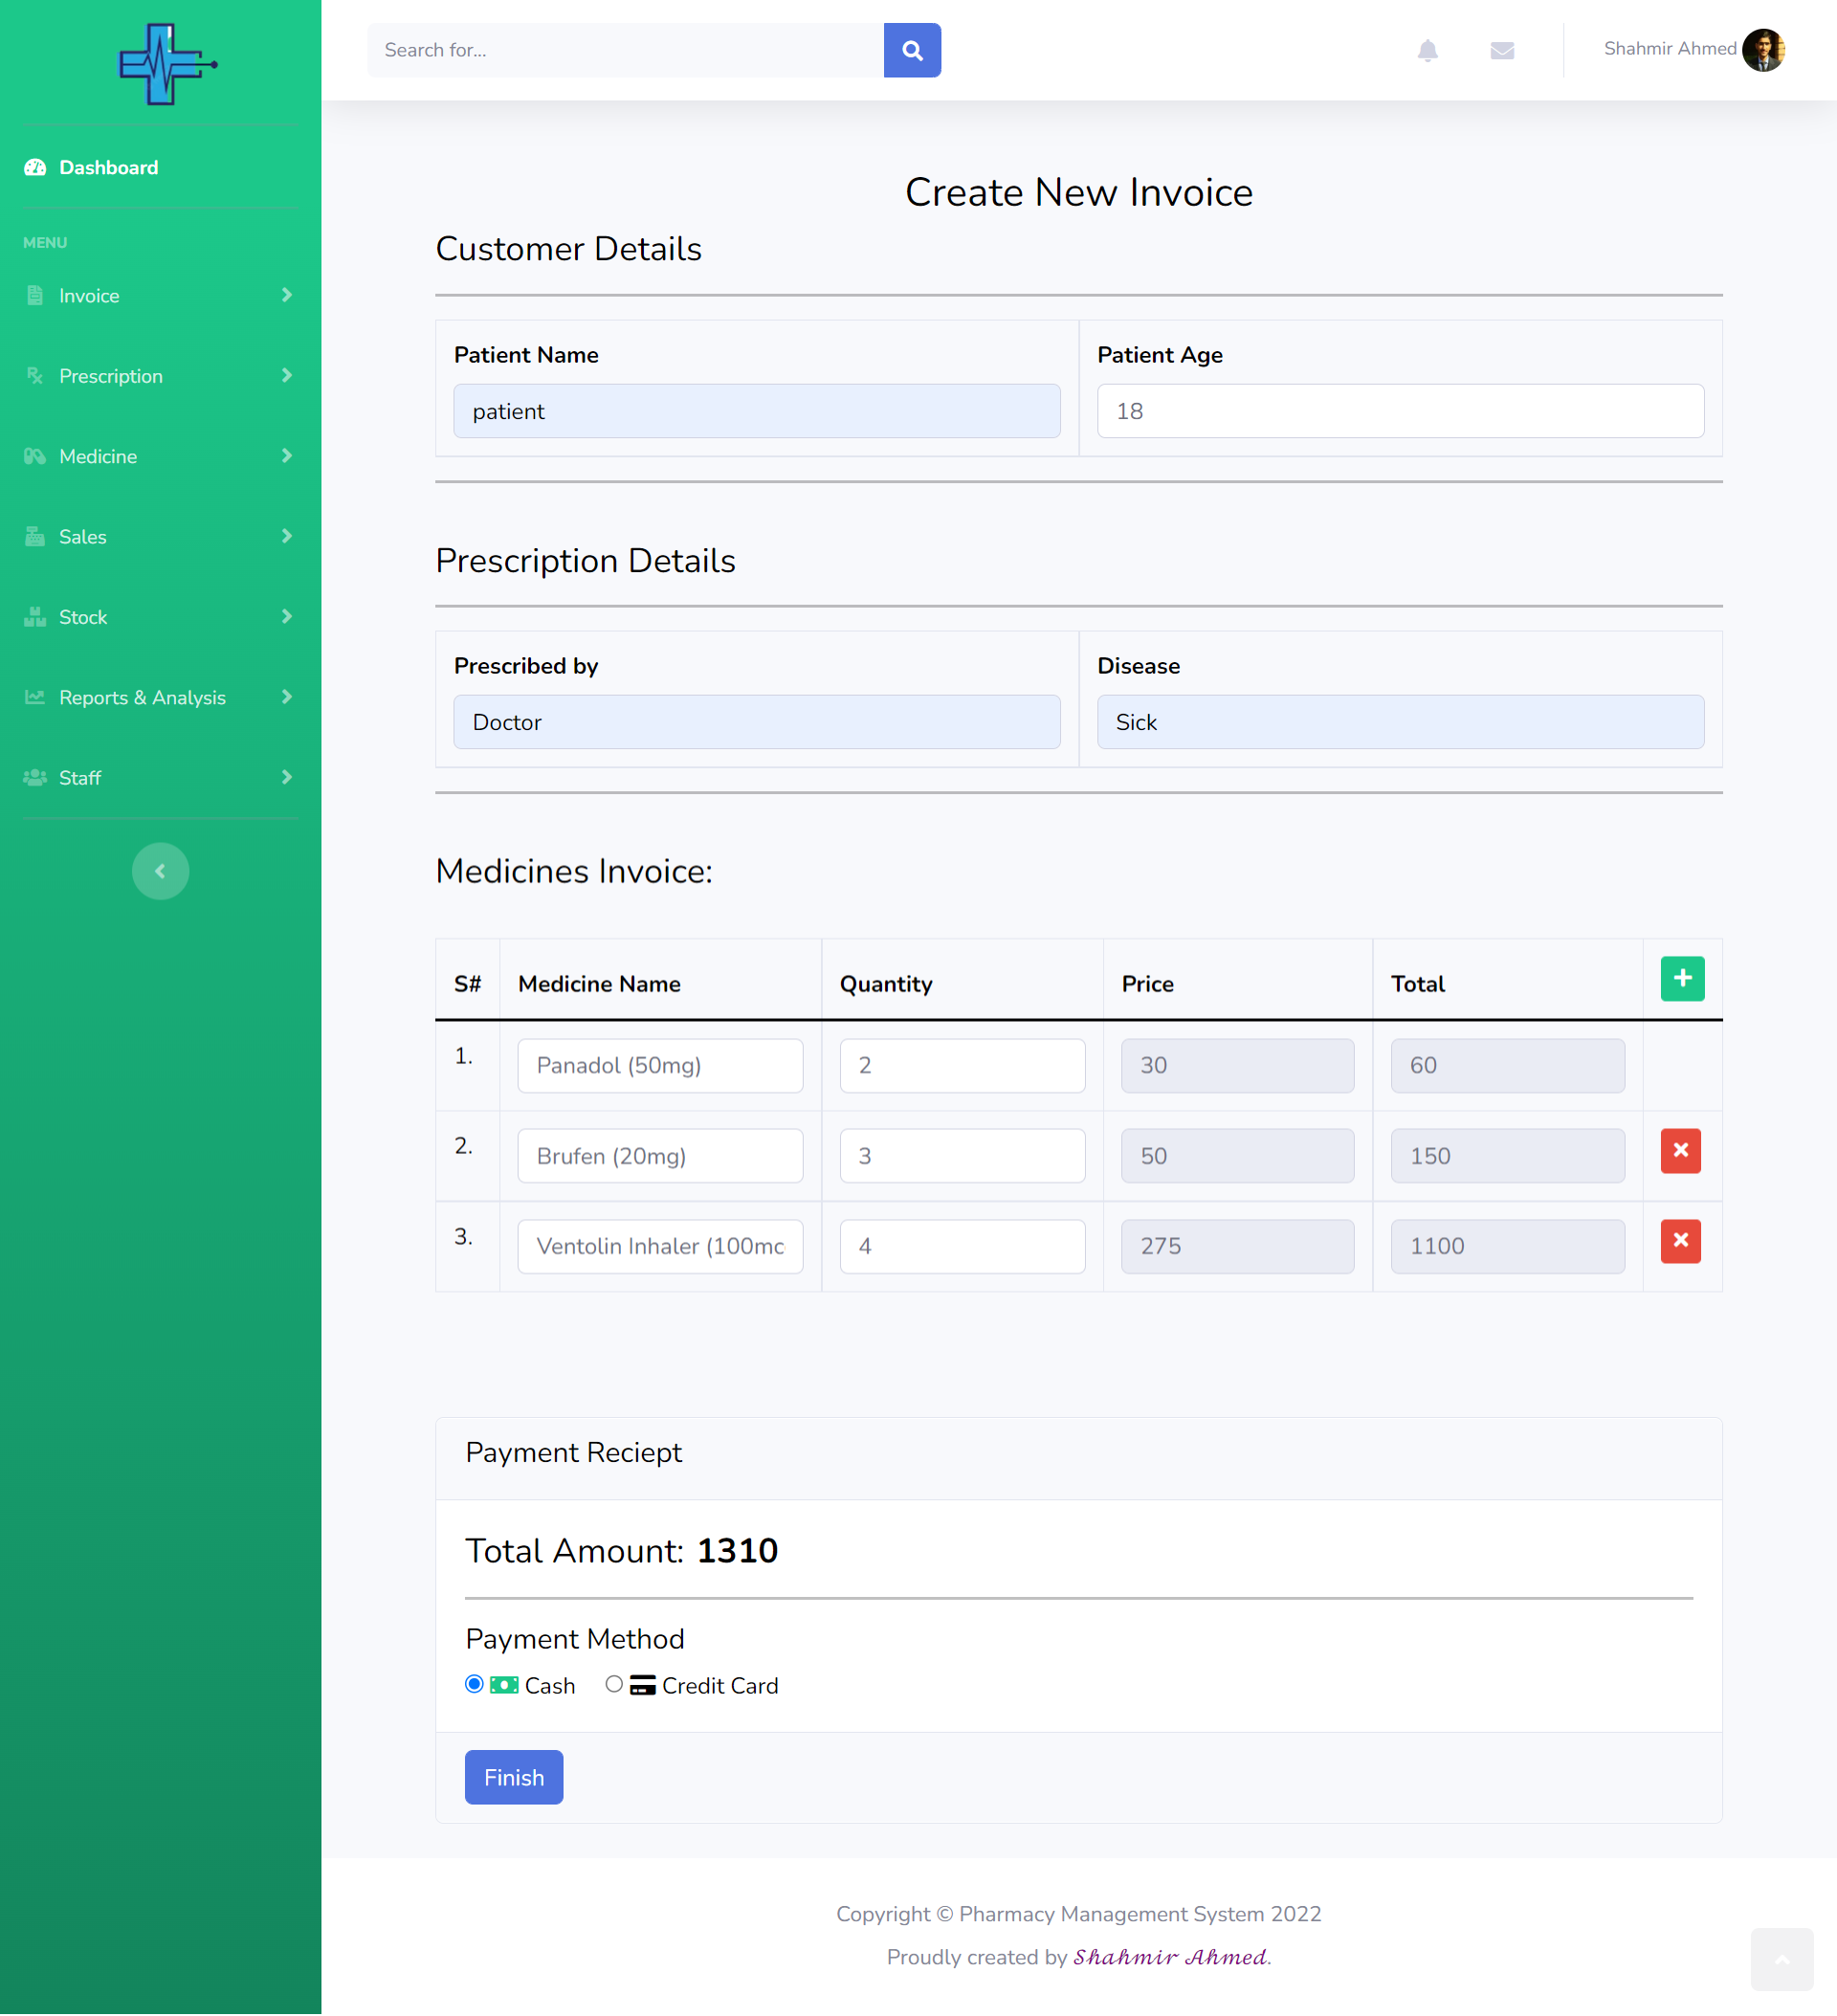 Search for...
Shahmir Ahmed
Dashboard
MENU
Invoice
Prescription
Medicine
Sales
Stock
Reports & Analysis
Staff
Create New Invoice
Customer Details
Patient Name
Patient Age
patient
18
Prescription Details
Prescribed by
Disease
Doctor
Sick
Medicines Invoice:
S# Medicine Name Quantity Price Total
1. Panadol (50mg) 2 30 60
2. Brufen (20mg) 3 50 150
3. Ventolin Inhaler (100mc 4 275 1100
Payment Reciept
Total Amount: 1310
Payment Method
Cash Credit Card
Finish
Copyright © Pharmacy Management System 2022
Proudly created by Shahmir Ahmed.